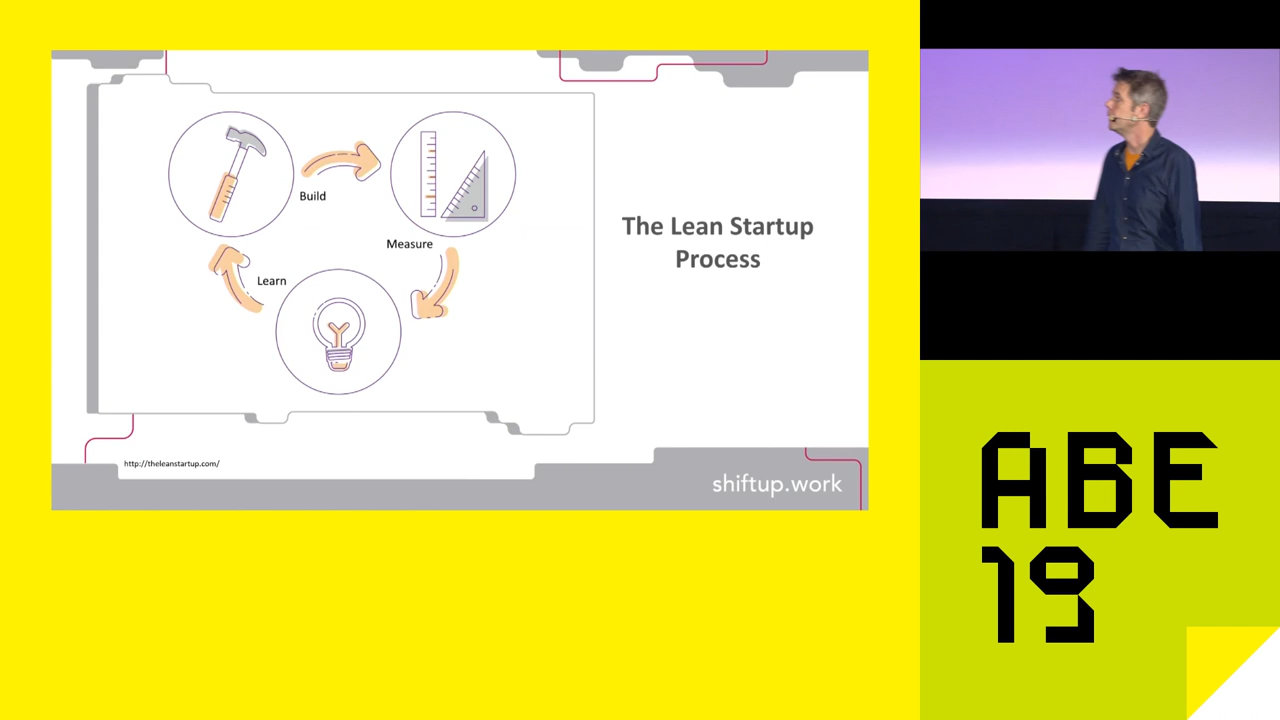 Build
Measure
Learn
The Lean Startup
Process
http://theleanstartup.com/
shiftup.work
ABE
19